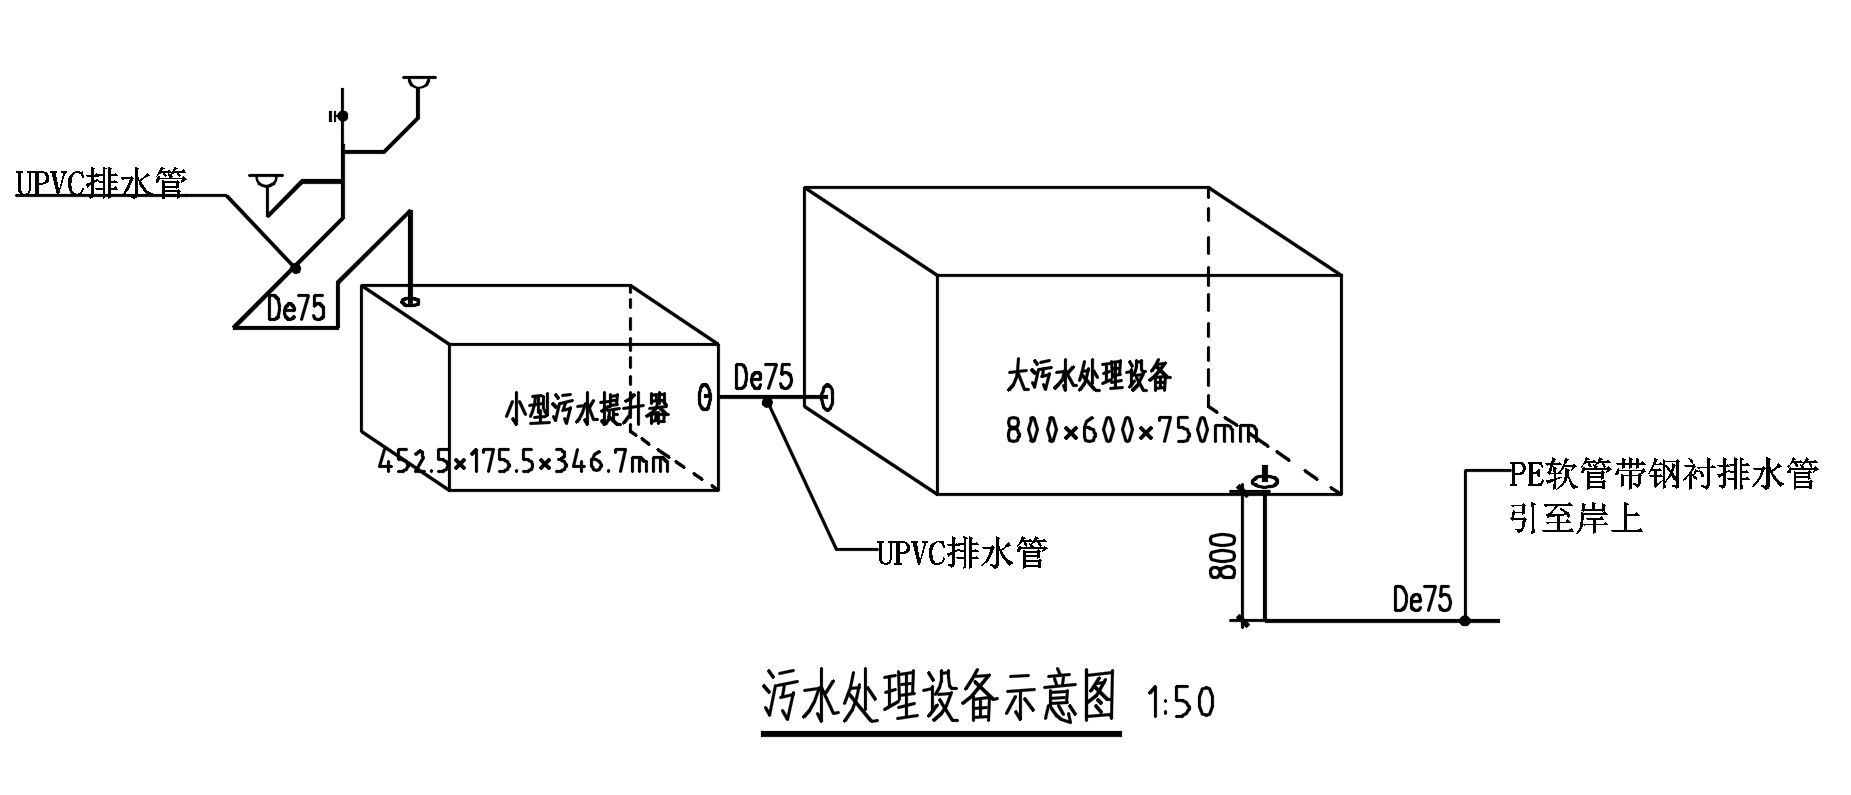 UPVC排水管
De75
小型污水提升器
452.5×175.5×346.7mm
De75
UPVC排水管
大污水处理设备
800×600×750mm
800
De75
PE软管带钢衬排水管
引至岸上
污水处理设备示意图 1:50